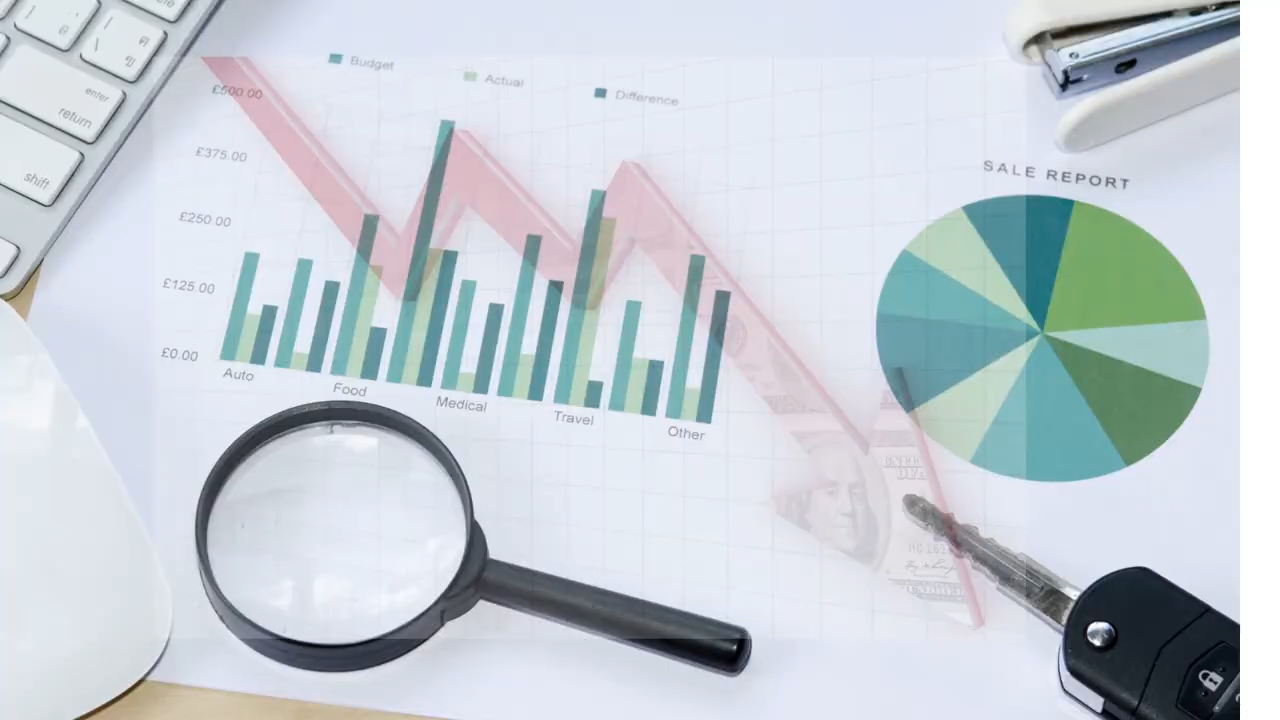 enter
return
shift
Budget
Actual
Difference
£500.00
£375.00
£250.00
£125.00
£0.00
Auto
Food
Medical
Travel
Other
SALE REPORT